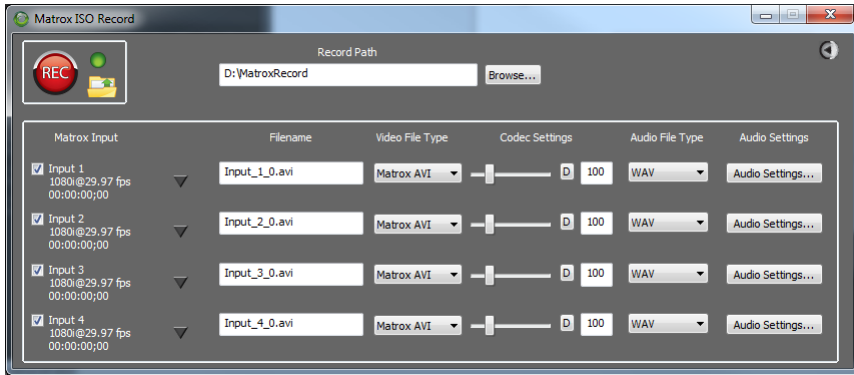 Matrox ISO Record
REC
Record Path
D:\MatroxRecord
Browse...
Matrox Input Filename Video File Type Codec Settings Audio File Type Audio Settings
Input 1
1080i@29.97 fps
00:00:00;00
Input_1_0.avi Matrox AVI D 100 WAV Audio Settings...
Input 2
1080i@29.97 fps
00:00:00;00
Input_2_0.avi Matrox AVI D 100 WAV Audio Settings...
Input 3
1080i@29.97 fps
00:00:00;00
Input_3_0.avi Matrox AVI D 100 WAV Audio Settings...
Input 4
1080i@29.97 fps
00:00:00;00
Input_4_0.avi Matrox AVI D 100 WAV Audio Settings...